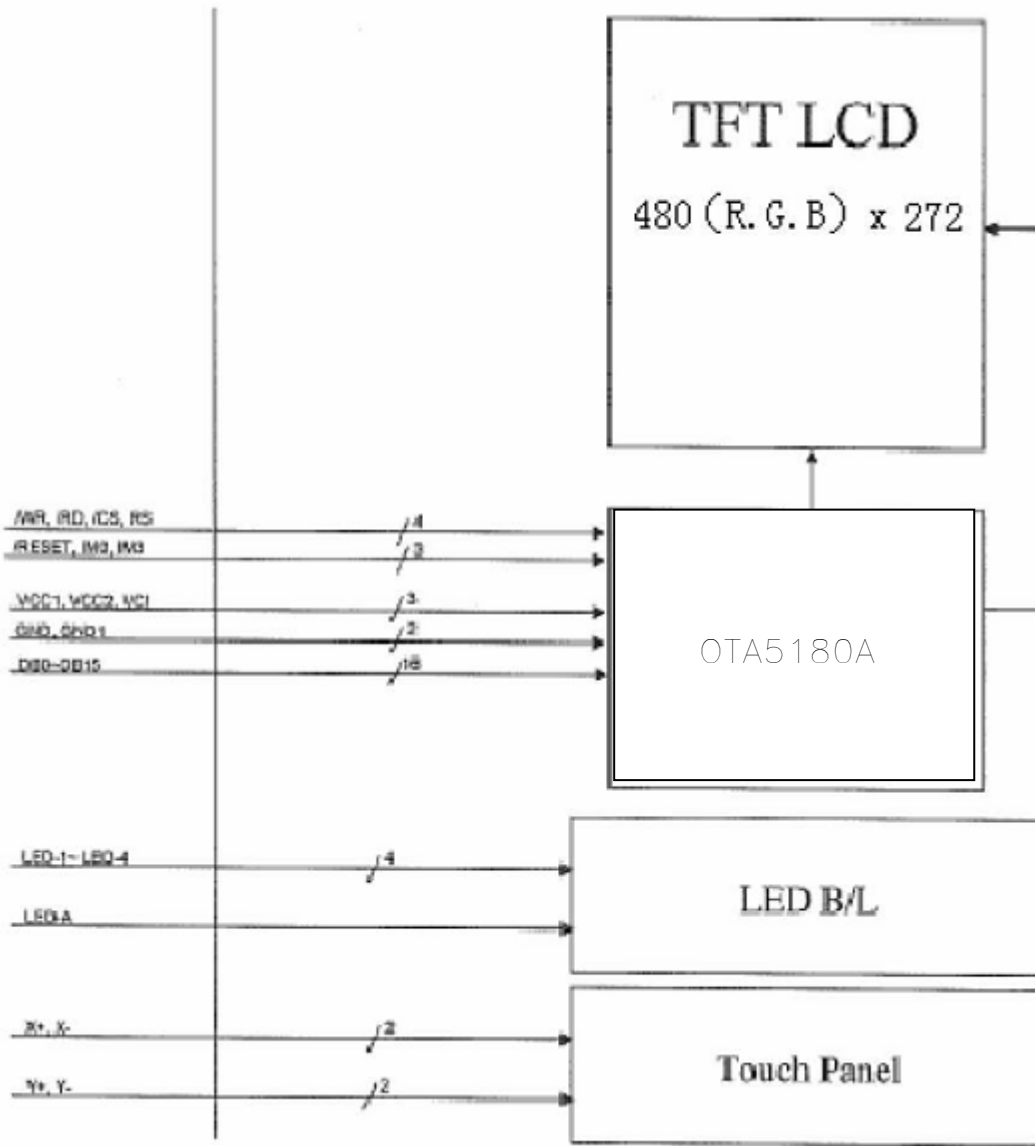 TFT LCD
480 (R.G.B) x 272
/WR, /RD, /CS, RS
4
/RESET, IM0, IM3
3
VCC1, VCC2, VCI
3
GND, GND1
2
DB0~DB15
16
OTA5180A
LED-1~LED-4
4
LED B/L
LED-A
X+, X-
2
Touch Panel
Y+, Y-
2